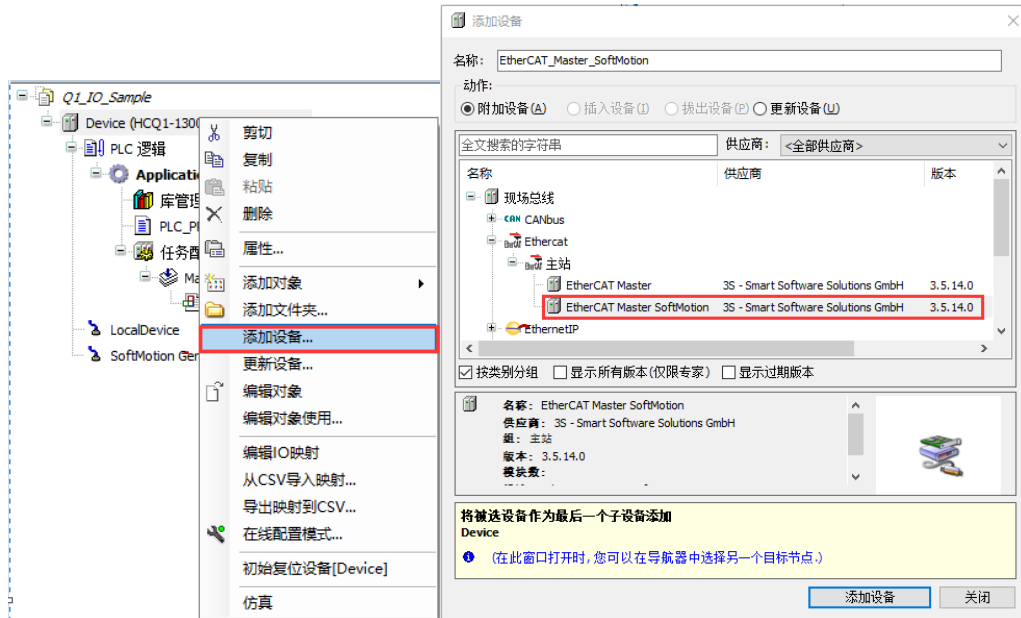 Q1_IO_Sample
Device (HCQ1-1300
PLC 逻辑
Applicati
库管理
PLC_P
任务配
Ma
LocalDevice
SoftMotion Ger
剪切
复制
粘贴
删除
属性...
添加对象
添加文件夹...
添加设备...
更新设备...
编辑对象
编辑对象使用...
编辑IO映射
从CSV导入映射...
导出映射到CSV...
在线配置模式...
初始复位设备[Device]
仿真
添加设备
名称: EtherCAT_Master_SoftMotion
动作:
附加设备(A) 插入设备(I) 拔出设备(P) 更新设备(U)
全文搜索的字符串 供应商: <全部供应商>
名称 供应商 版本
现场总线
CAN CANbus
Ethercat
主站
EtherCAT Master 3S - Smart Software Solutions GmbH 3.5.14.0
EtherCAT Master SoftMotion 3S - Smart Software Solutions GmbH 3.5.14.0
EthernetIP
按类别分组 显示所有版本(仅限专家) 显示过期版本
名称: EtherCAT Master SoftMotion
供应商: 3S - Smart Software Solutions GmbH
组: 主站
版本: 3.5.14.0
模块数:
将被选设备作为最后一个子设备添加
Device
(在此窗口打开时,您可以在导航器中选择另一个目标节点.)
添加设备 关闭